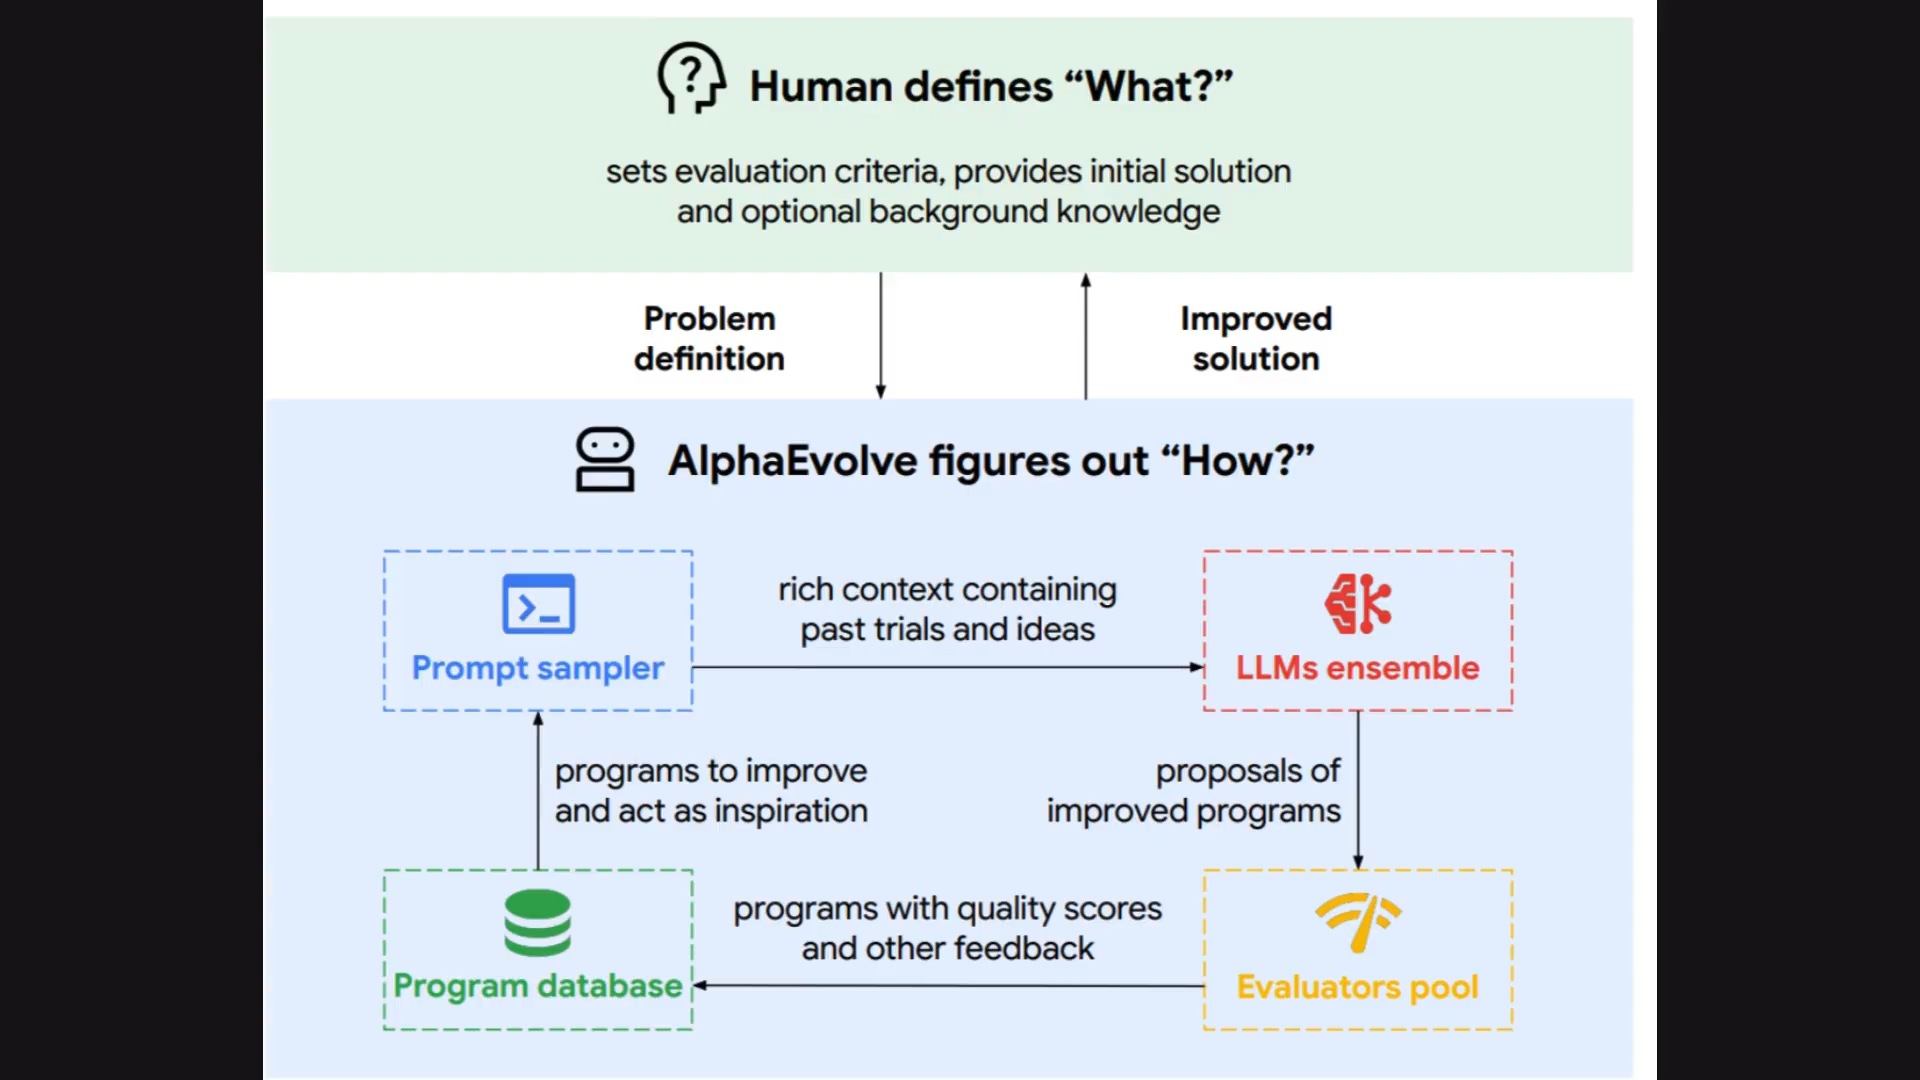 Human defines “What?”
sets evaluation criteria, provides initial solution
and optional background knowledge
Problem
definition
Improved
solution
AlphaEvolve figures out “How?”
Prompt sampler
rich context containing
past trials and ideas
LLMs ensemble
programs to improve
and act as inspiration
proposals of
improved programs
Program database
programs with quality scores
and other feedback
Evaluators pool